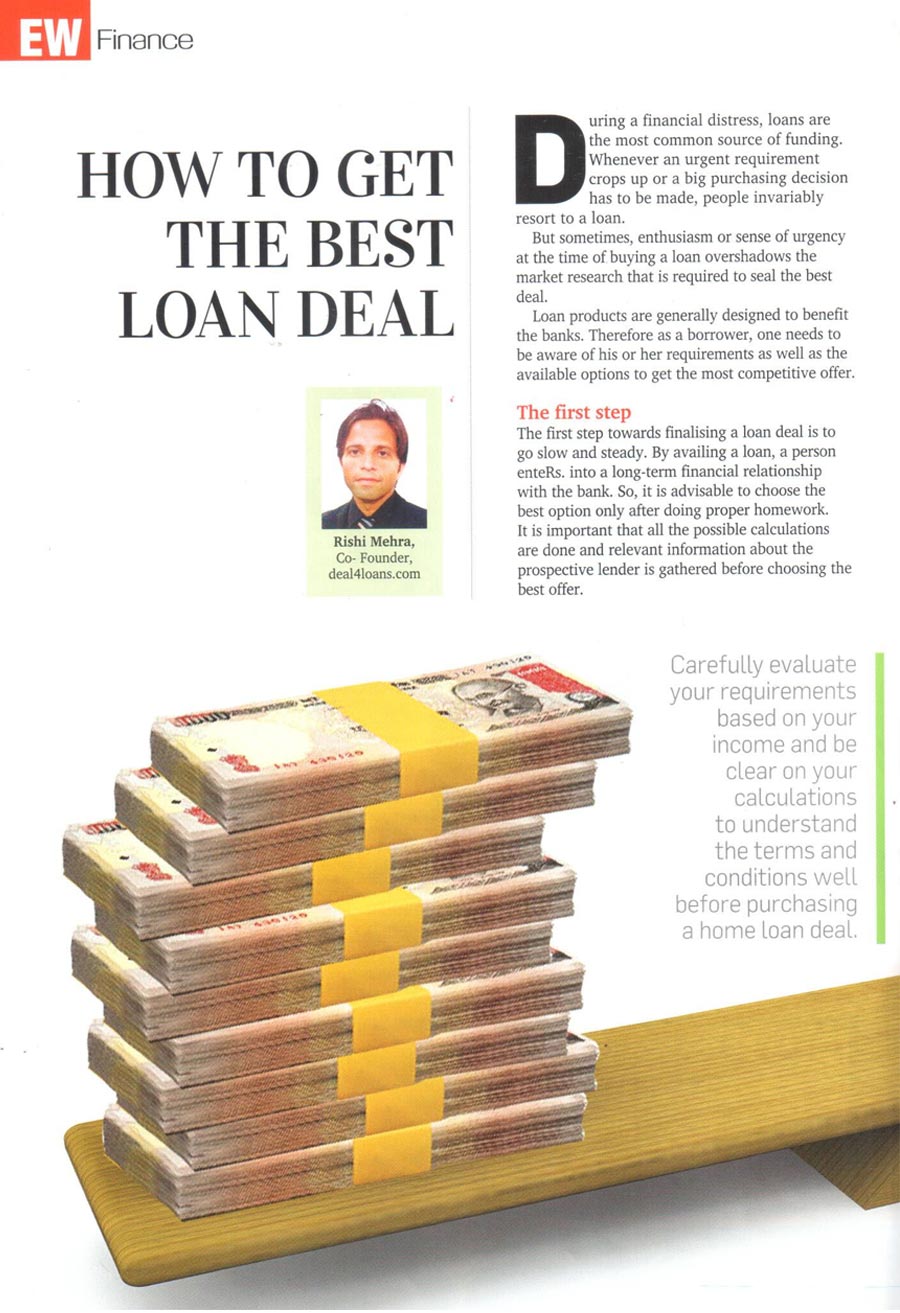 EW Finance
HOW TO GET
THE BEST
LOAN DEAL
Rishi Mehra,
Co- Founder,
deal4loans.com
During a financial distress, loans are
the most common source of funding.
Whenever an urgent requirement
crops up or a big purchasing decision
has to be made, people invariably
resort to a loan.
But sometimes, enthusiasm or sense of urgency
at the time of buying a loan overshadows the
market research that is required to seal the best
deal.
Loan products are generally designed to benefit
the banks. Therefore as a borrower, one needs to
be aware of his or her requirements as well as the
available options to get the most competitive offer.
The first step
The first step towards finalising a loan deal is to
go slow and steady. By availing a loan, a person
enteRs. into a long-term financial relationship
with the bank. So, it is advisable to choose the
best option only after doing proper homework.
It is important that all the possible calculations
are done and relevant information about the
prospective lender is gathered before choosing the
best offer.
Carefully evaluate
your requirements
based on your
income and be
clear on your
calculations
to understand
the terms and
conditions well
before purchasing
a home loan deal.